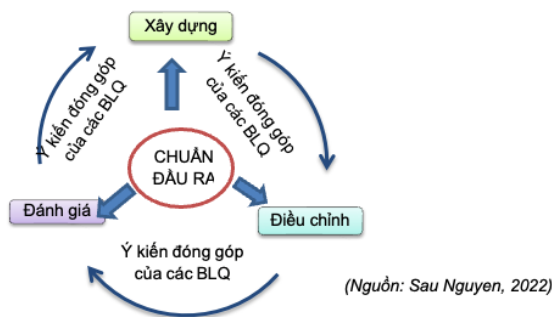 Xây dựng
Ý kiến đóng góp
của các BLQ
Ý kiến đóng góp
của các BLQ
CHUẨN
ĐẦU RA
Đánh giá
Điều chỉnh
Ý kiến đóng góp
của các BLQ
(Nguồn: Sau Nguyen, 2022)